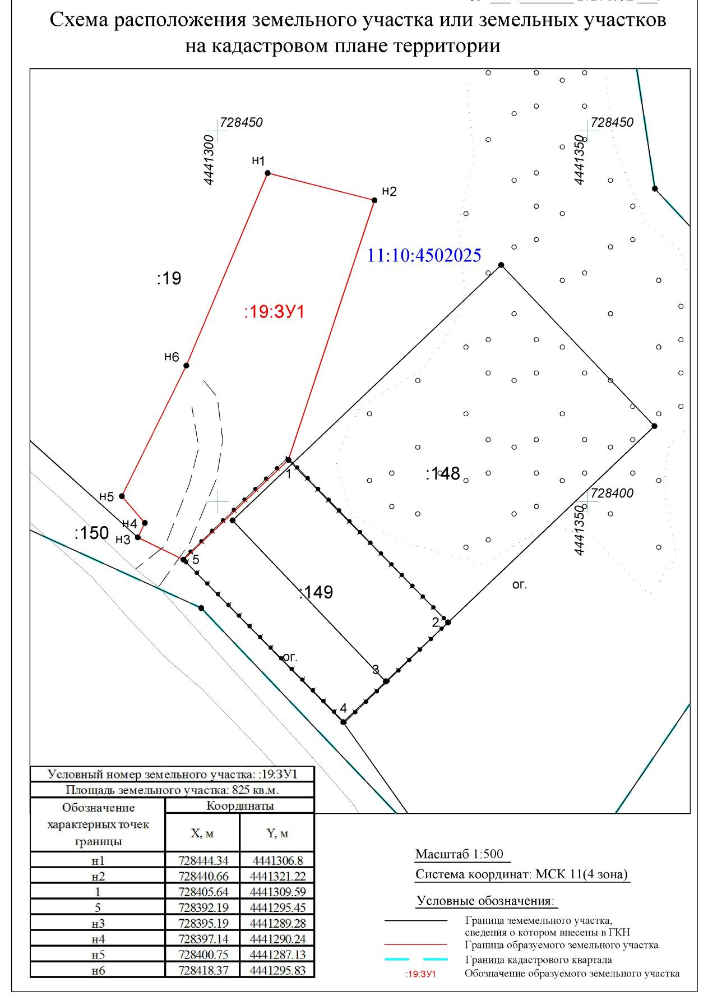 Схема расположения земельного участка или земельных участков
на кадастровом плане территории
728450
4441300
728450
4441350
н1
н2
11:10:4502025
:19
:19:ЗУ1
н6
1
:148
н5
н4
:150
н3
5
728400
4441350
ог.
:149
2
ог.
3
4
Условный номер земельного участка: :19:ЗУ1
Площадь земельного участка: 825 кв.м.
Обозначение характерных точек границы
Координаты
X, м Y, м
н1 728444.34 4441306.8
н2 728440.66 4441321.22
1 728405.64 4441309.59
5 728392.19 4441295.45
н3 728395.19 4441289.28
н4 728397.14 4441290.24
н5 728400.75 4441287.13
н6 728418.37 4441295.83
Масштаб 1:500
Система координат: МСК 11(4 зона)
Условные обозначения:
Граница земемельного участка,
сведения о котором внесены в ГКН
Граница образуемого земельного участка.
Граница кадастрового квартала
:19:ЗУ1 Обозначение образуемого земельного участка